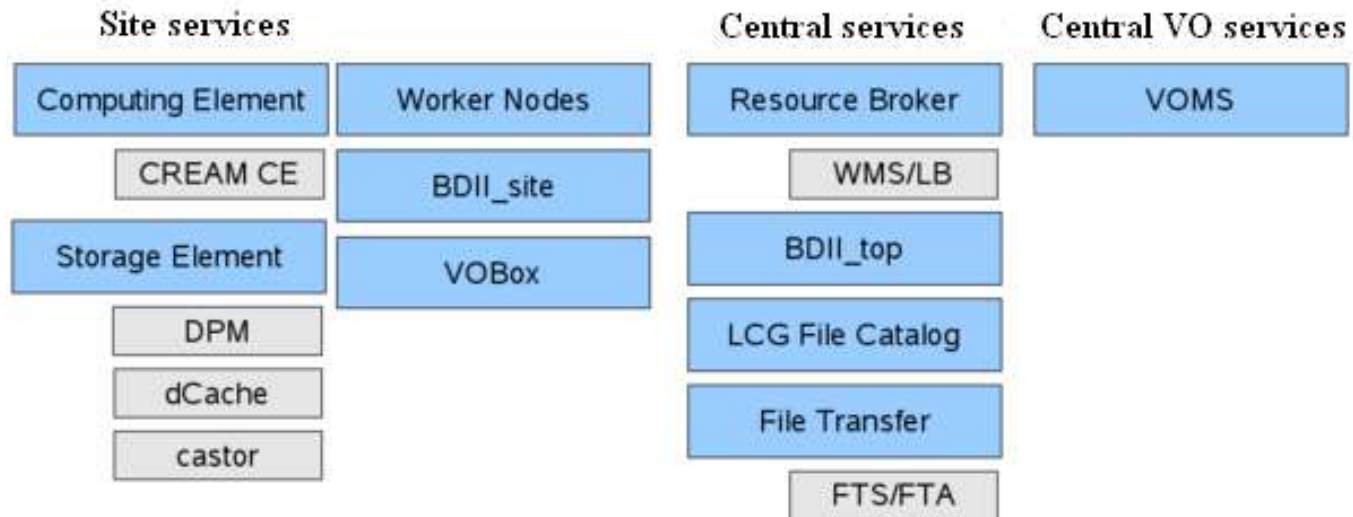 Site services
Computing Element
CREAM CE
Storage Element
DPM
dCache
castor
Worker Nodes
BDII_site
VOBox
Central services
Resource Broker
WMS/LB
BDII_top
LCG File Catalog
File Transfer
FTS/FTA
Central VO services
VOMS